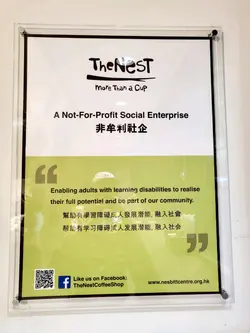 TheNeST
more Than a Cup
A Not-For-Profit Social Enterprise
非牟利社企
“
Enabling adults with learning disabilities to realise
their full potential and be part of our community.
幫助有學習障礙成人發展潛能, 融入社會
帮助有学习障碍成人发展潜能, 融入社会
”
Like us on Facebook:
TheNestCoffeeShop
www.nesbittcentre.org.hk